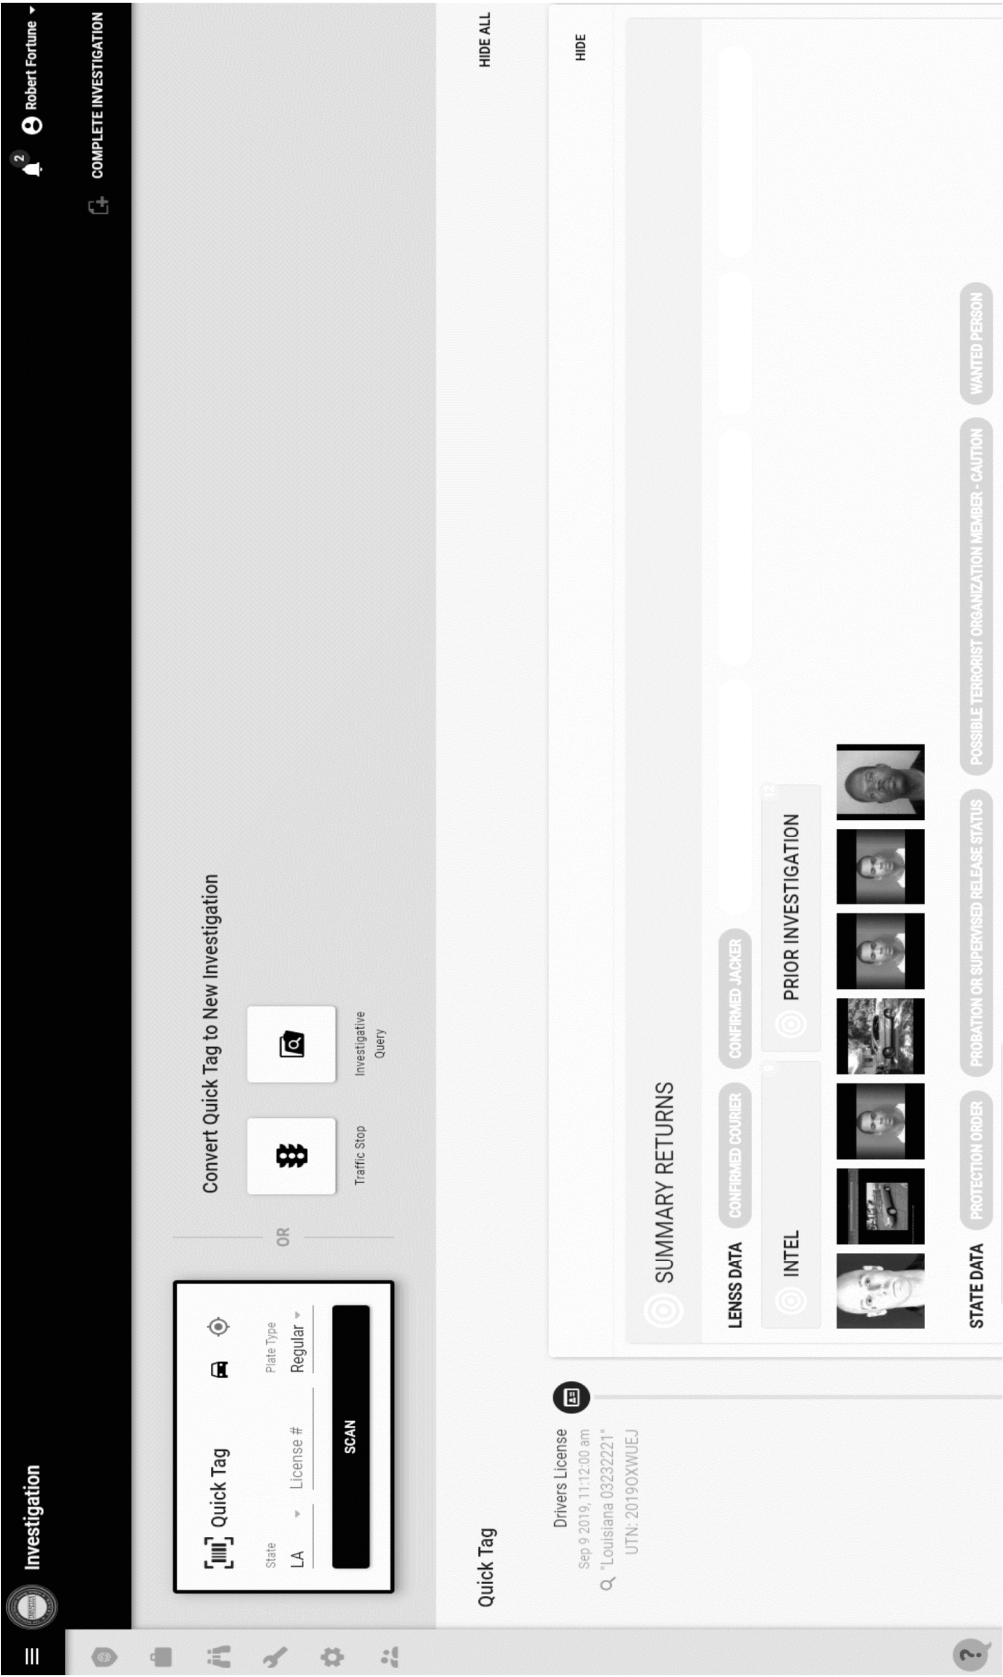 Investigation
2
Robert Fortune
COMPLETE INVESTIGATION
Quick Tag
State
LA
License #
Plate Type
Regular
SCAN
OR
Convert Quick Tag to New Investigation
Traffic Stop
Investigative
Query
Quick Tag
HIDE ALL
Drivers License
Sep 9 2019, 11:12:00 am
"Louisiana 03232221"
UTN: 2019OXWUEJ
HIDE
SUMMARY RETURNS
LENSS DATA
CONFIRMED COURIER
CONFIRMED JACKER
INTEL
9
PRIOR INVESTIGATION
12
STATE DATA
PROTECTION ORDER
PROBATION OR SUPERVISED RELEASE STATUS
POSSIBLE TERRORIST ORGANIZATION MEMBER - CAUTION
WANTED PERSON
?